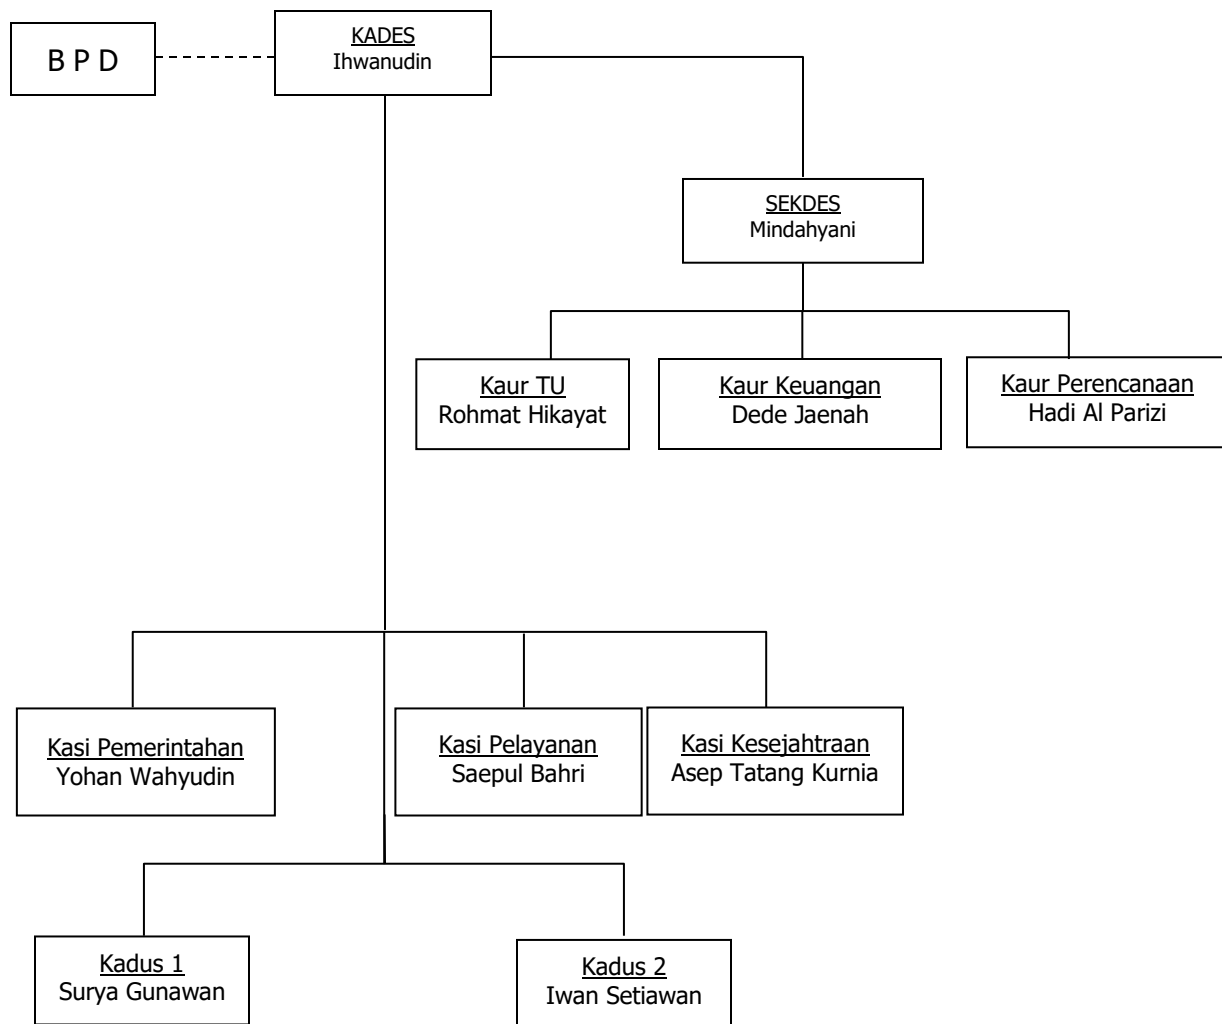 B P D
KADES
Ihwanudin
SEKDES
Mindahyani
Kaur TU
Rohmat Hikayat
Kaur Keuangan
Dede Jaenah
Kaur Perencanaan
Hadi Al Parizi
Kasi Pemerintahan
Yohan Wahyudin
Kasi Pelayanan
Saepul Bahri
Kasi Kesejahtraan
Asep Tatang Kurnia
Kadus 1
Surya Gunawan
Kadus 2
Iwan Setiawan